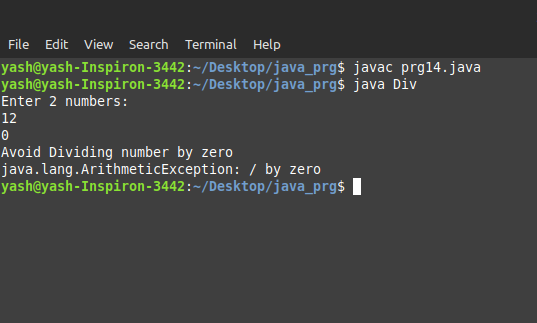 File Edit View Search Terminal Help
yash@yash-Inspiron-3442:~/Desktop/java_prg$ javac prg14.java
yash@yash-Inspiron-3442:~/Desktop/java_prg$ java Div
Enter 2 numbers:
12
0
Avoid Dividing number by zero
java.lang.ArithmeticException: / by zero
yash@yash-Inspiron-3442:~/Desktop/java_prg$